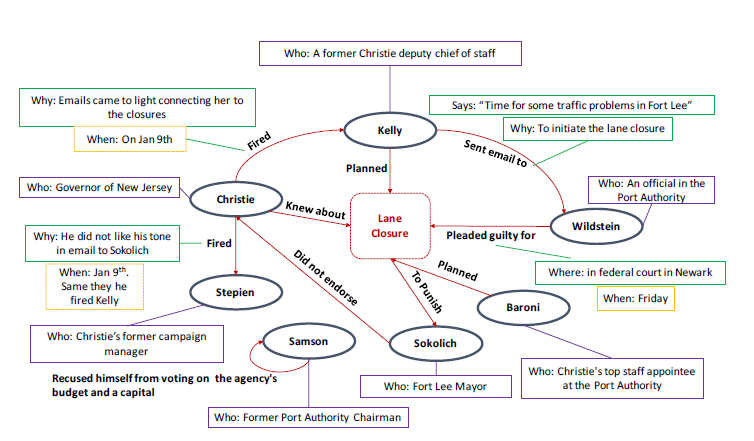 Who: A former Christie deputy chief of staff
Why: Emails came to light connecting her to
the closures
When: On Jan 9th
Says: “Time for some traffic problems in Fort Lee”
Why: To initiate the lane closure
Fired
Kelly
Sent email to
Planned
Who: Governor of New Jersey
Christie
Knew about
Lane
Closure
Who: An official in the
Port Authority
Wildstein
Pleaded guilty for
Why: He did not like his tone
in email to Sokolich
Fired
When: Jan 9th.
Same they he
fired Kelly
Did not endorse
Planned
Where: in federal court in Newark
When: Friday
Stepien
To Punish
Baroni
Who: Christie’s former campaign
manager
Samson
Sokolich
Recused himself from voting on the agency's
budget and a capital
Who: Fort Lee Mayor
Who: Christie's top staff appointee
at the Port Authority
Who: Former Port Authority Chairman